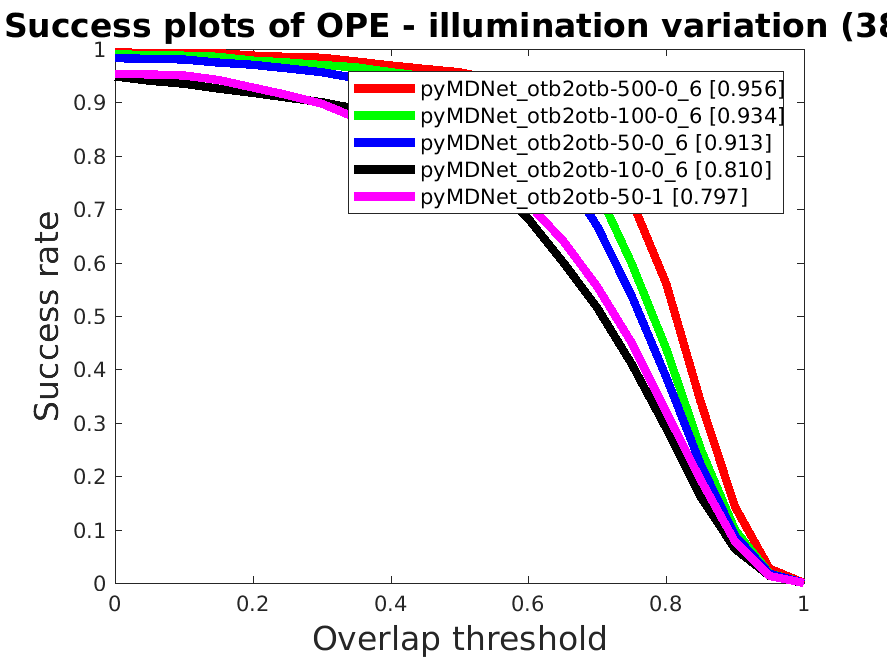 Success plots of OPE - illumination variation (38
1
0.9
0.8
0.7
0.6
0.5
0.4
0.3
0.2
0.1
0
pyMDNet_otb2otb-500-0_6 [0.956]
pyMDNet_otb2otb-100-0_6 [0.934]
pyMDNet_otb2otb-50-0_6 [0.913]
pyMDNet_otb2otb-10-0_6 [0.810]
pyMDNet_otb2otb-50-1 [0.797]
Success rate
0 0.2 0.4 0.6 0.8 1
Overlap threshold